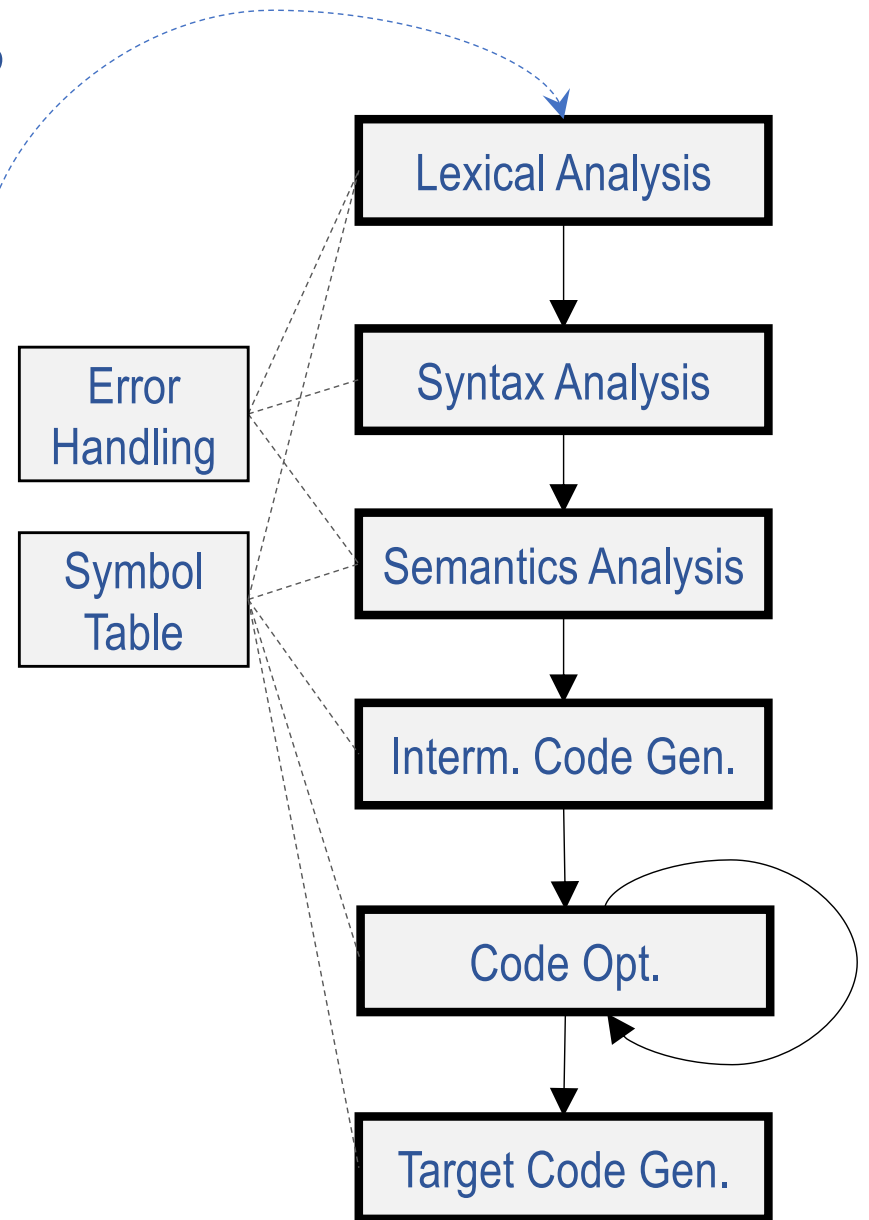 Lexical Analysis
Syntax Analysis
Error
Handling
Semantics Analysis
Symbol
Table
Interm. Code Gen.
Code Opt.
Target Code Gen.